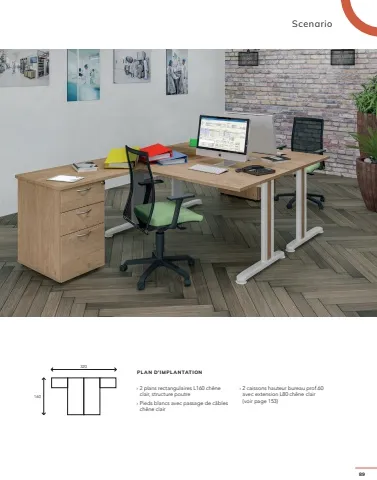 Scenario
320
160
PLAN D'IMPLANTATION
- 2 plans rectangulaires L160 chêne
clair, structure poutre
- Pieds blancs avec passage de câbles
chêne clair
- 2 caissons hauteur bureau prof.60
avec extension L80 chêne clair
(voir page 153)
89